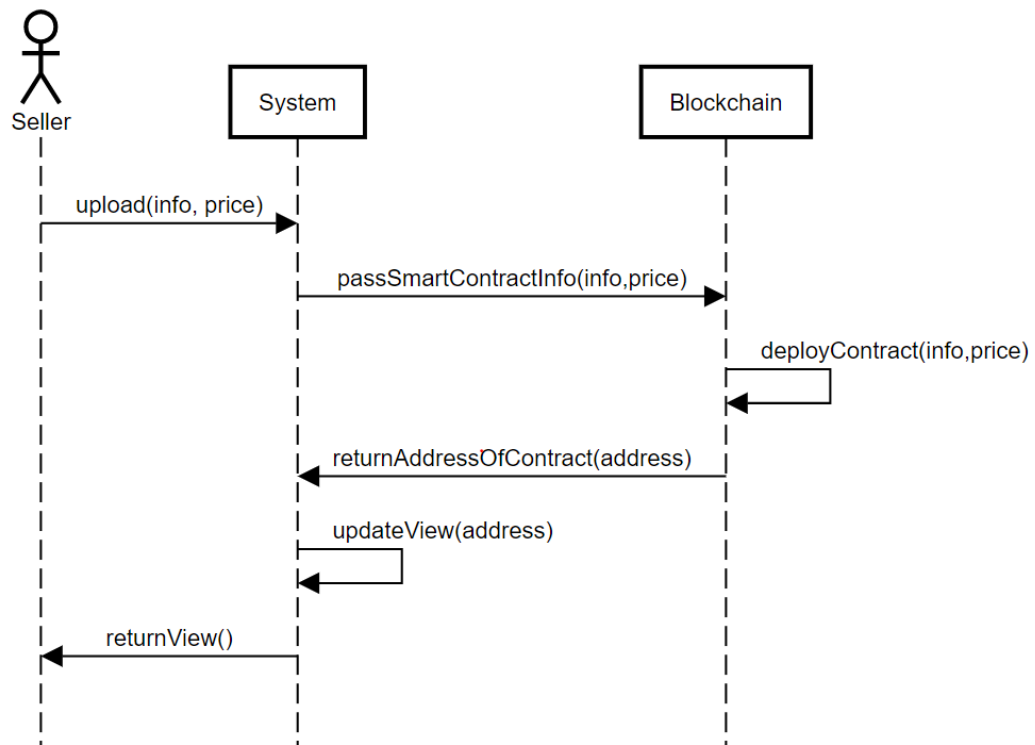 Seller
System
Blockchain
upload(info, price)
passSmartContractInfo(info,price)
deployContract(info,price)
returnAddressOfContract(address)
updateView(address)
returnView()